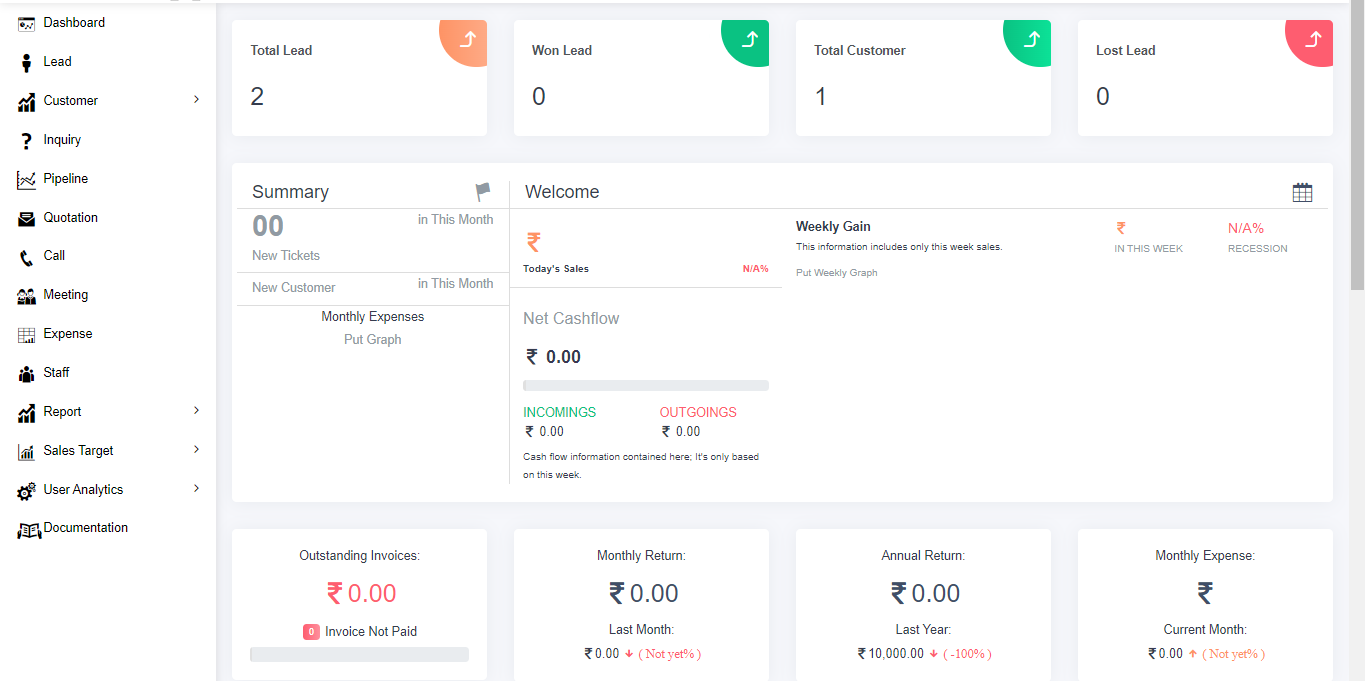 Dashboard
Lead
Customer
Inquiry
Pipeline
Quotation
Call
Meeting
Expense
Staff
Report
Sales Target
User Analytics
Documentation
Total Lead
2
Won Lead
0
Total Customer
1
Lost Lead
0
Summary
00
in This Month
New Tickets
New Customer
in This Month
Monthly Expenses
Put Graph
Welcome
₹
Today's Sales N/A%
Net Cashflow
₹ 0.00
INCOMINGS OUTGOINGS
₹ 0.00 ₹ 0.00
Cash flow information contained here; It's only based
on this week.
Weekly Gain
This information includes only this week sales.
Put Weekly Graph
₹
IN THIS WEEK
N/A%
RECESSION
Outstanding Invoices:
₹ 0.00
0 Invoice Not Paid
Monthly Return:
₹ 0.00
Last Month:
₹ 0.00 ( Not yet% )
Annual Return:
₹ 0.00
Last Year:
₹ 10,000.00 ( -100% )
Monthly Expense:
₹
Current Month:
₹ 0.00 ( Not yet% )